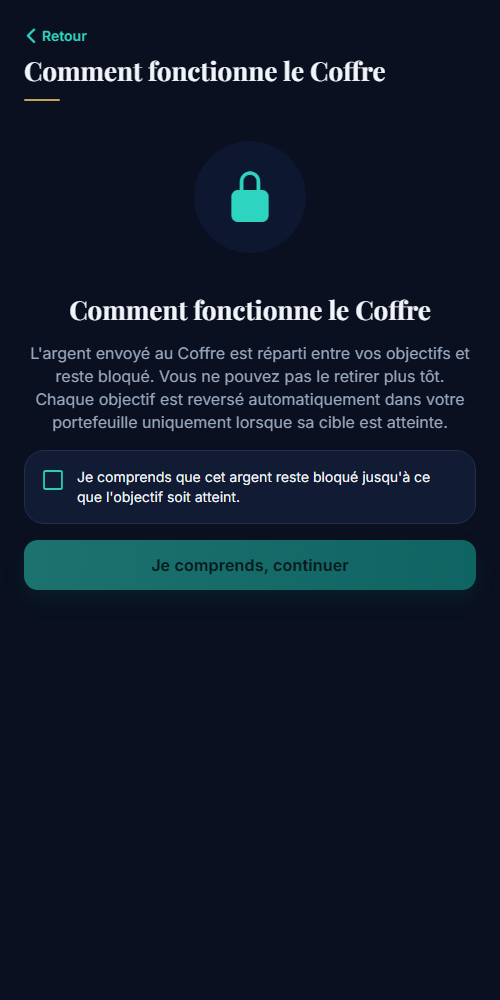 Retour
Comment fonctionne le Coffre
Comment fonctionne le Coffre
L'argent envoyé au Coffre est réparti entre vos objectifs et
reste bloqué. Vous ne pouvez pas le retirer plus tôt.
Chaque objectif est reversé automatiquement dans votre
portefeuille uniquement lorsque sa cible est atteinte.
Je comprends que cet argent reste bloqué jusqu'à ce
que l'objectif soit atteint.
Je comprends, continuer